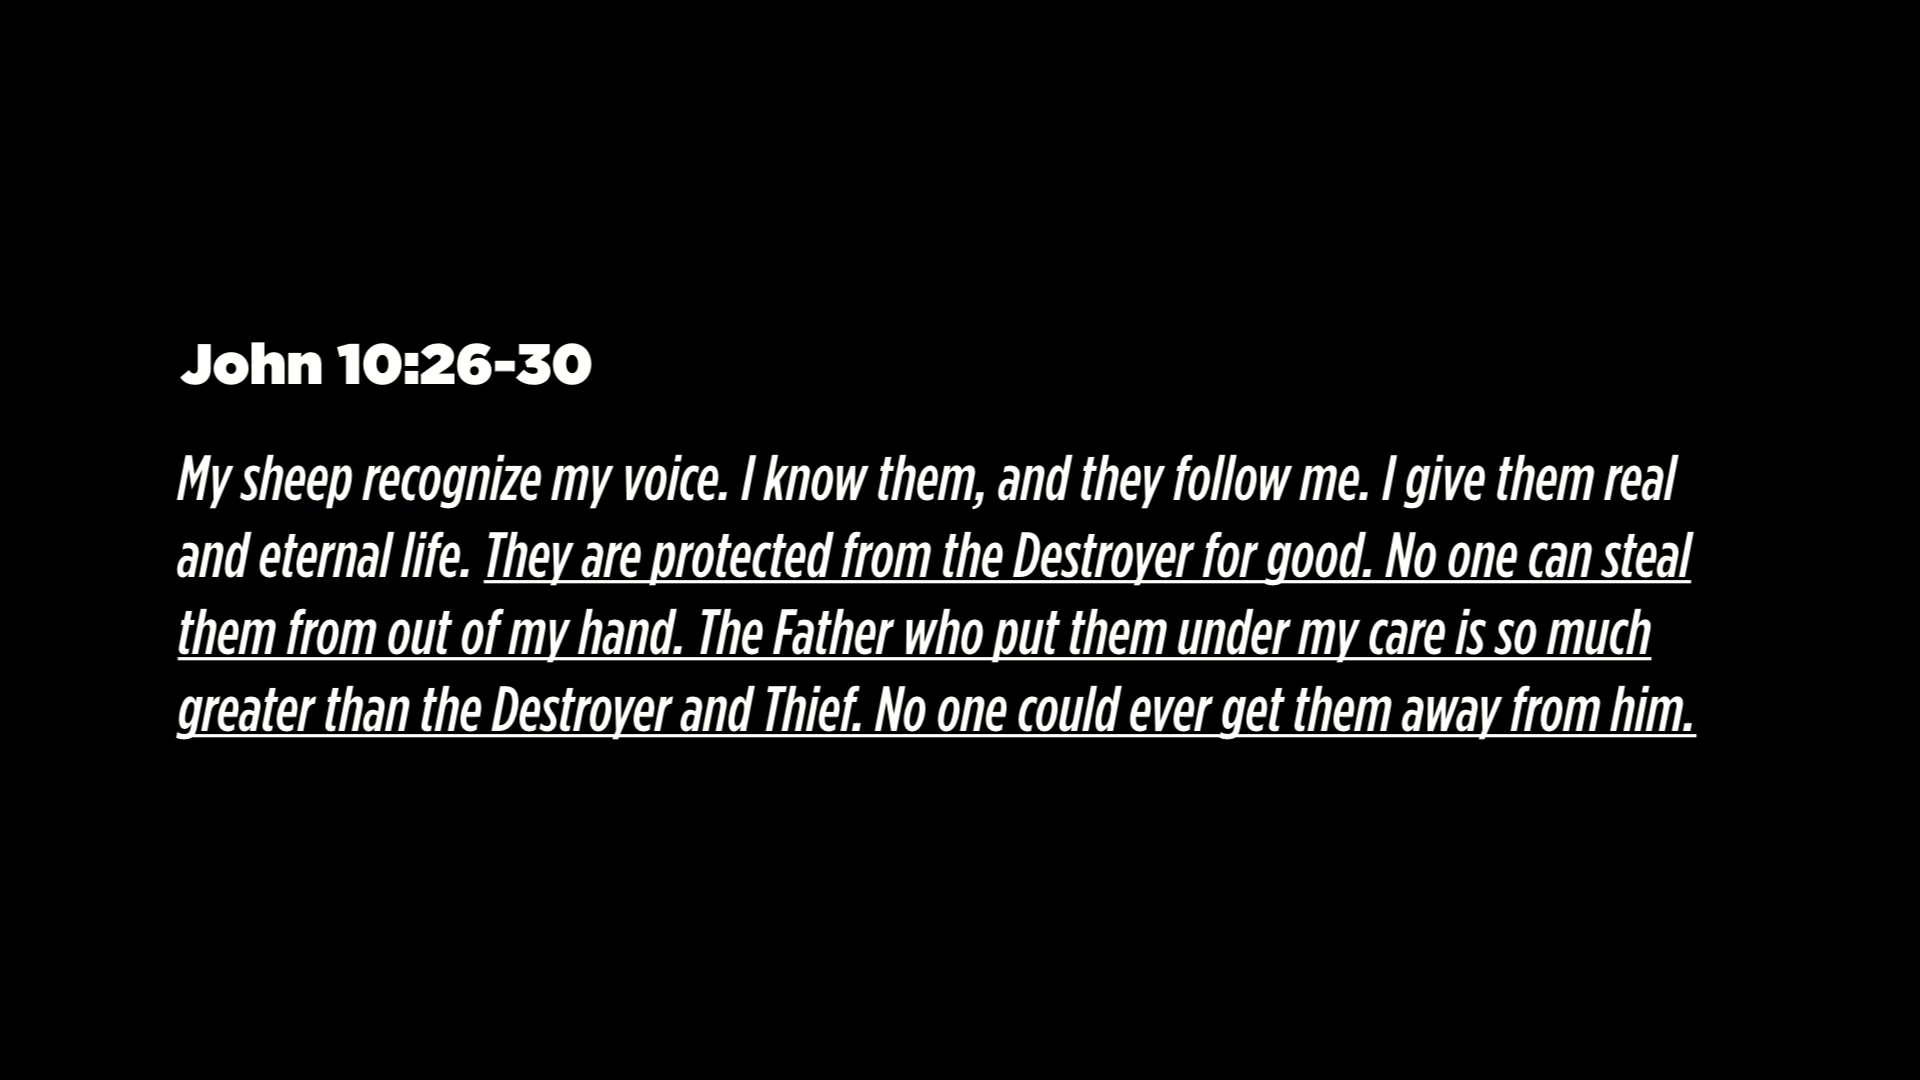 John 10:26-30
My sheep recognize my voice. I know them, and they follow me. I give them real
and eternal life. They are protected from the Destroyer for good. No one can steal
them from out of my hand. The Father who put them under my care is so much
greater than the Destroyer and Thief. No one could ever get them away from him.